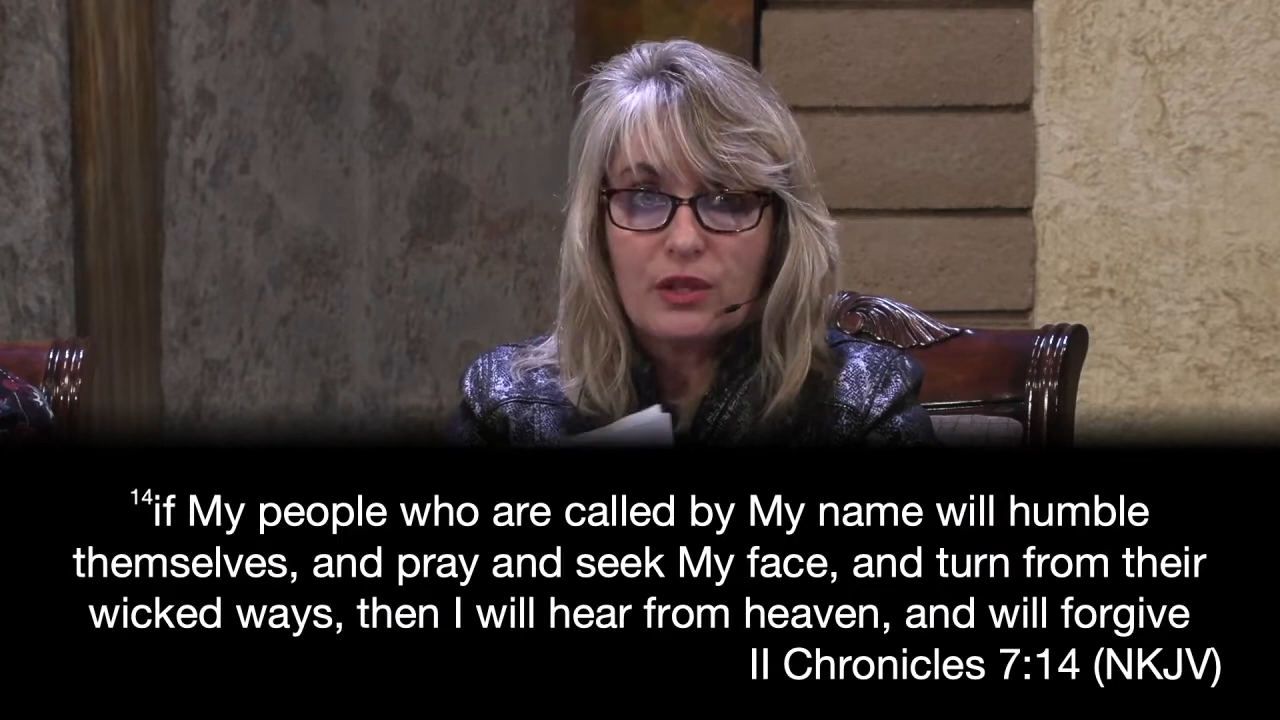 14if My people who are called by My name will humble
themselves, and pray and seek My face, and turn from their
wicked ways, then I will hear from heaven, and will forgive
II Chronicles 7:14 (NKJV)